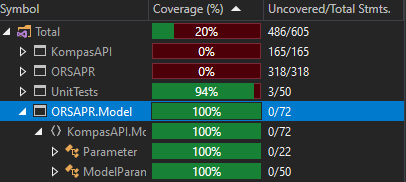 Symbol Coverage (%) Uncovered/Total Stmts.
Total 20% 486/605
KompasAPI 0% 165/165
ORSAPR 0% 318/318
UnitTests 94% 3/50
ORSAPR.Model 100% 0/72
KompasAPI.Mo 100% 0/72
Parameter 100% 0/22
ModelParan 100% 0/50